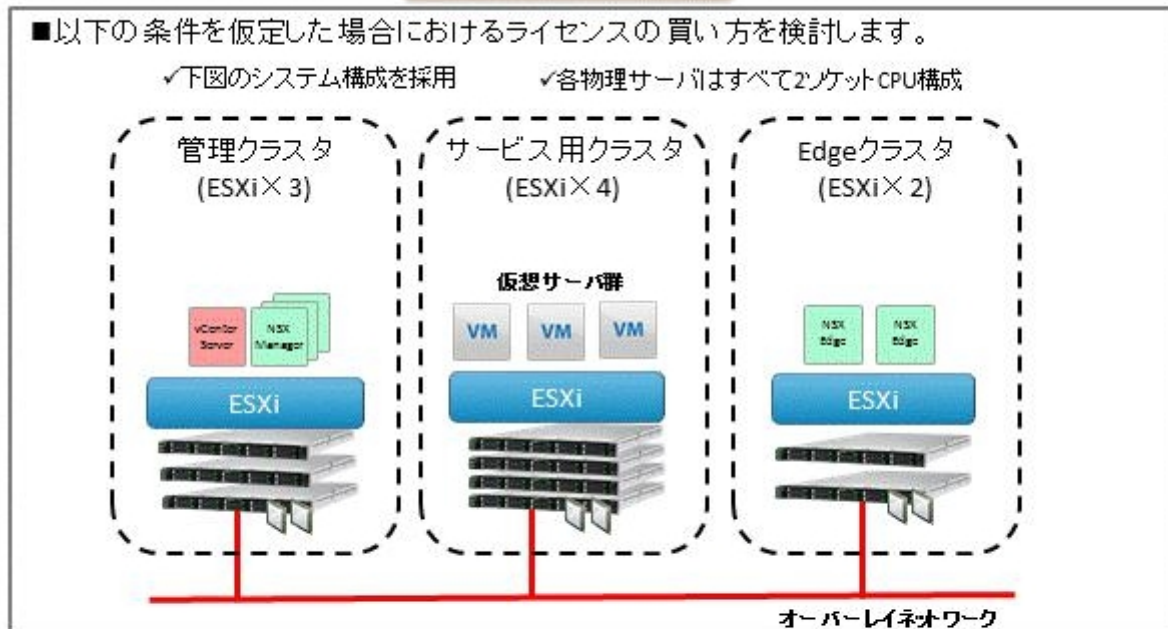 ■以下の条件を仮定した場合におけるライセンスの買い方を検討します。
✓下図のシステム構成を採用 ✓各物理サーバはすべて2ソケットCPU構成
管理クラスタ
(ESXi×3)
サービス用クラスタ
(ESXi×4)
Edgeクラスタ
(ESXi×2)
仮想サーバ群
vCenter
Server
NSX
Manager
VM
VM
VM
NSX
Edge
NSX
Edge
ESXi
ESXi
ESXi
オーバーレイネットワーク